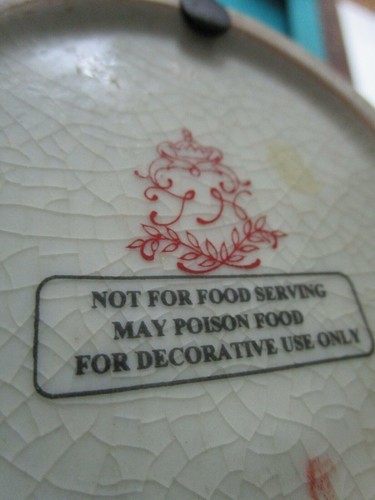 NOT FOR FOOD SERVING
MAY POISON FOOD
FOR DECORATIVE USE ONLY